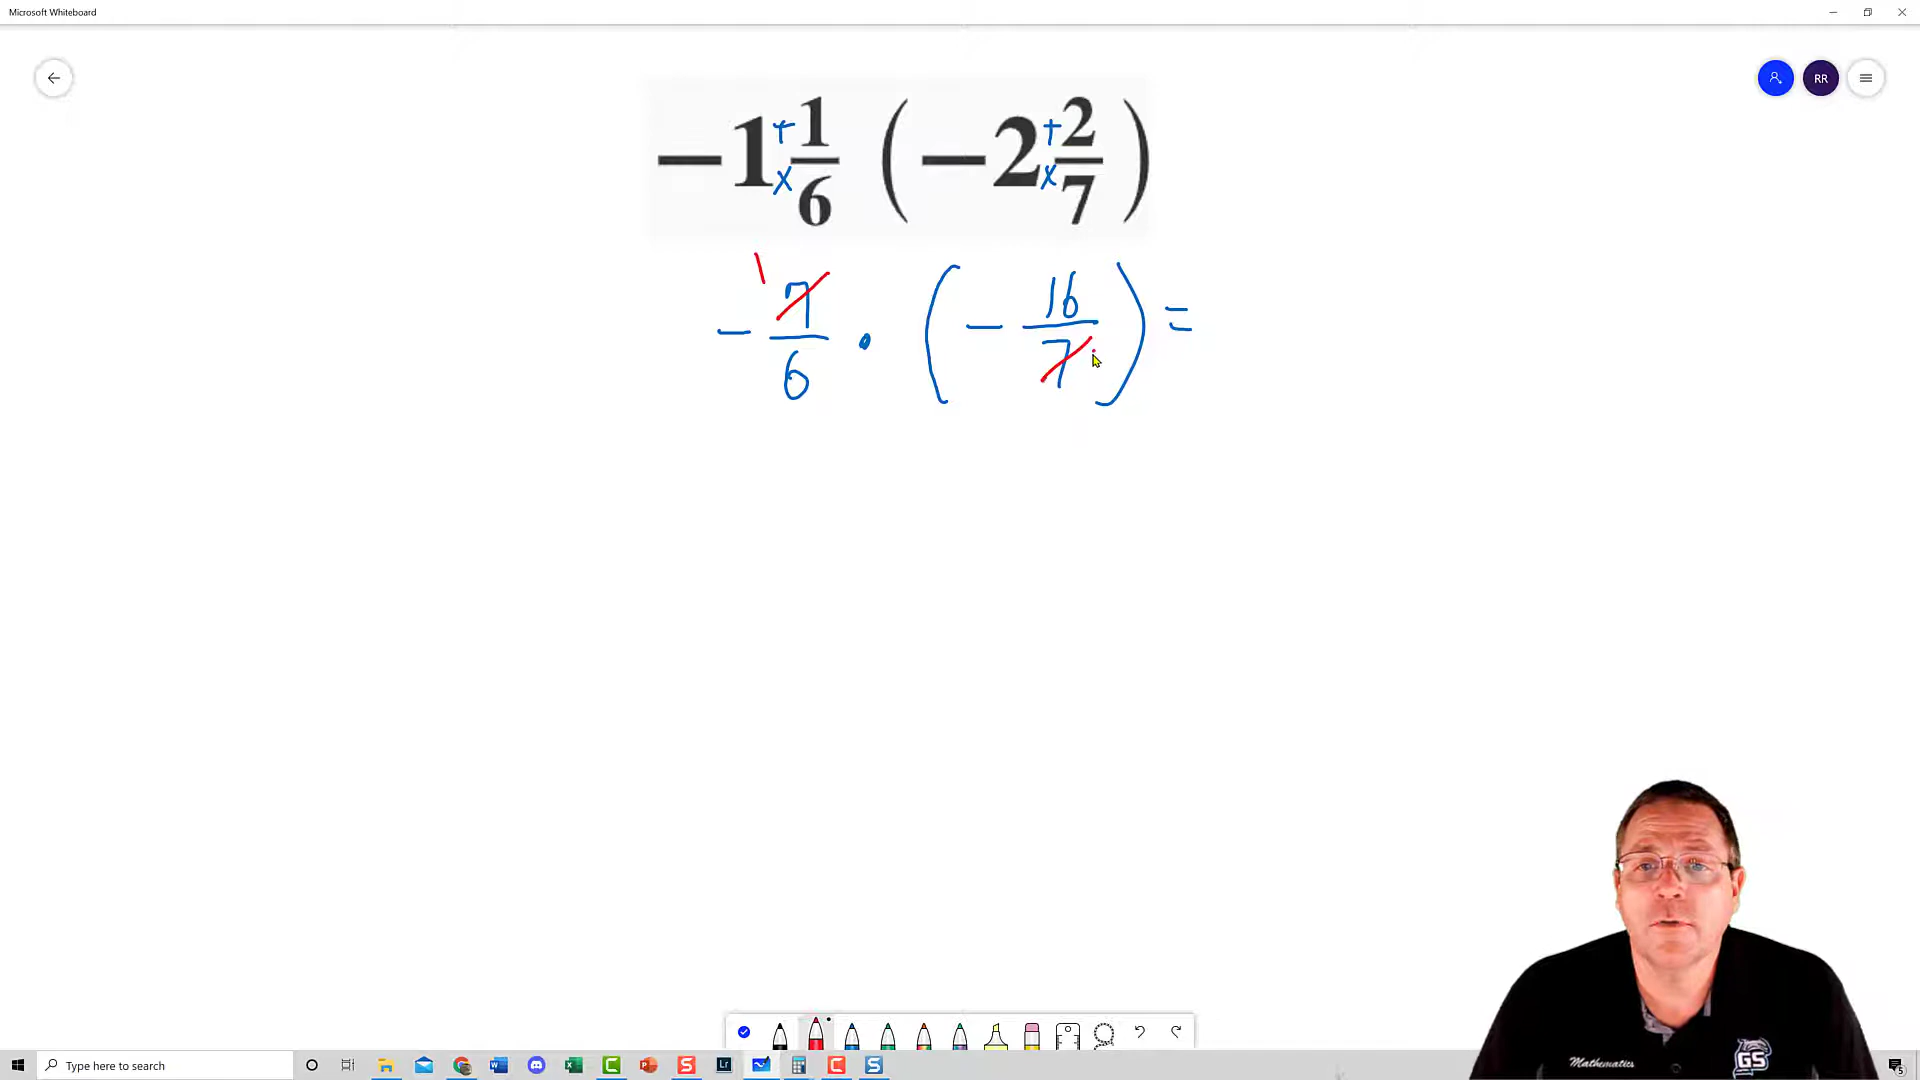 Microsoft Whiteboard
RR
-1 + x 1/6 (-2 + x 2/7)
1
- 7/6 · (- 16/7) =
Mathematics
GS
Type here to search
5